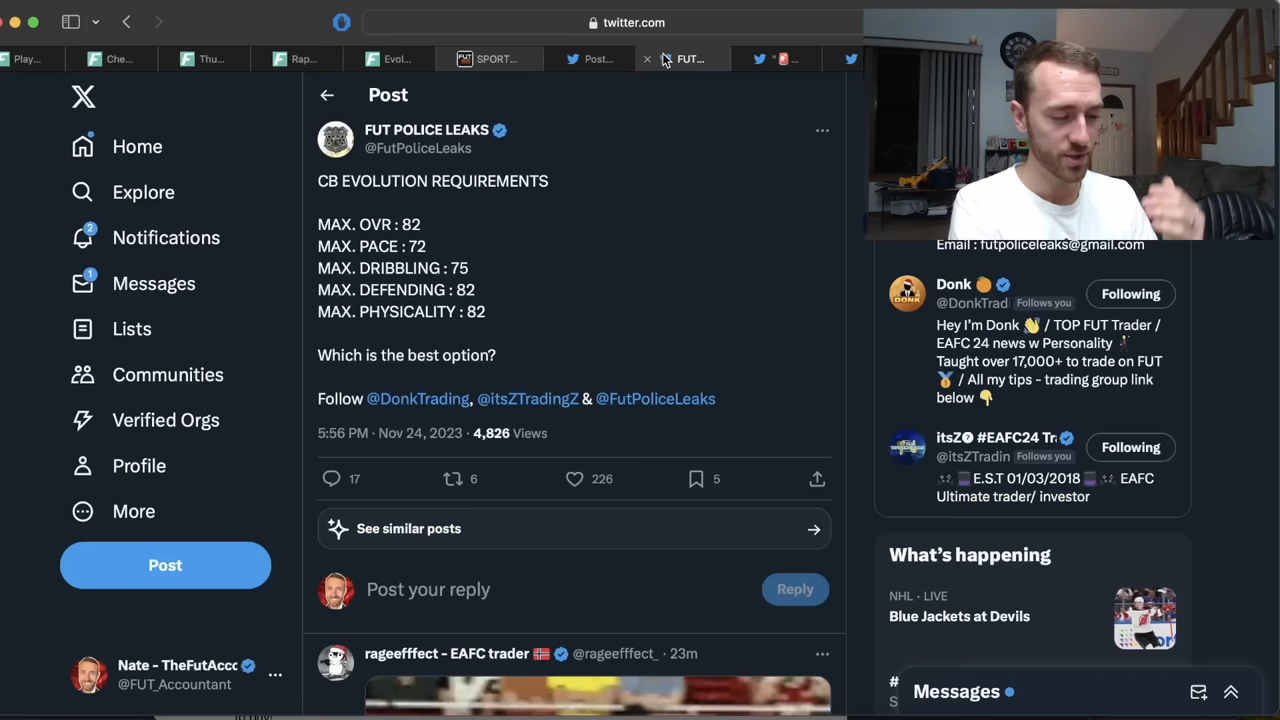 twitter.com
Play...
Che...
Thu...
Rap...
Evol...
SPORT...
Post...
FUT...
Post
Home
Explore
2
Notifications
1
Messages
Lists
Communities
Verified Orgs
Profile
More
Post
Nate - TheFutAcco
@FUT_Accountant
FUT POLICE LEAKS
@FutPoliceLeaks
CB EVOLUTION REQUIREMENTS
MAX. OVR : 82
MAX. PACE : 72
MAX. DRIBBLING : 75
MAX. DEFENDING : 82
MAX. PHYSICALITY : 82
Which is the best option?
Follow @DonkTrading, @itsZTradingZ & @FutPoliceLeaks
5:56 PM · Nov 24, 2023 · 4,826 Views
17
6
226
5
See similar posts
Post your reply
Reply
rageefffect - EAFC trader @rageefffect_ · 23m
Email : futpoliceleaks@gmail.com
Donk
@DonkTrad Follows you
Following
Hey I'm Donk 👋 / TOP FUT Trader /
EAFC 24 news w Personality
Taught over 17,000+ to trade on FUT
🥇 / All my tips - trading group link
below 👇
itsZ #EAFC24 Tr
@itsZTradin Follows you
Following
E.S.T 01/03/2018 EAFC
Ultimate trader/ investor
What's happening
NHL · LIVE
Blue Jackets at Devils
Messages